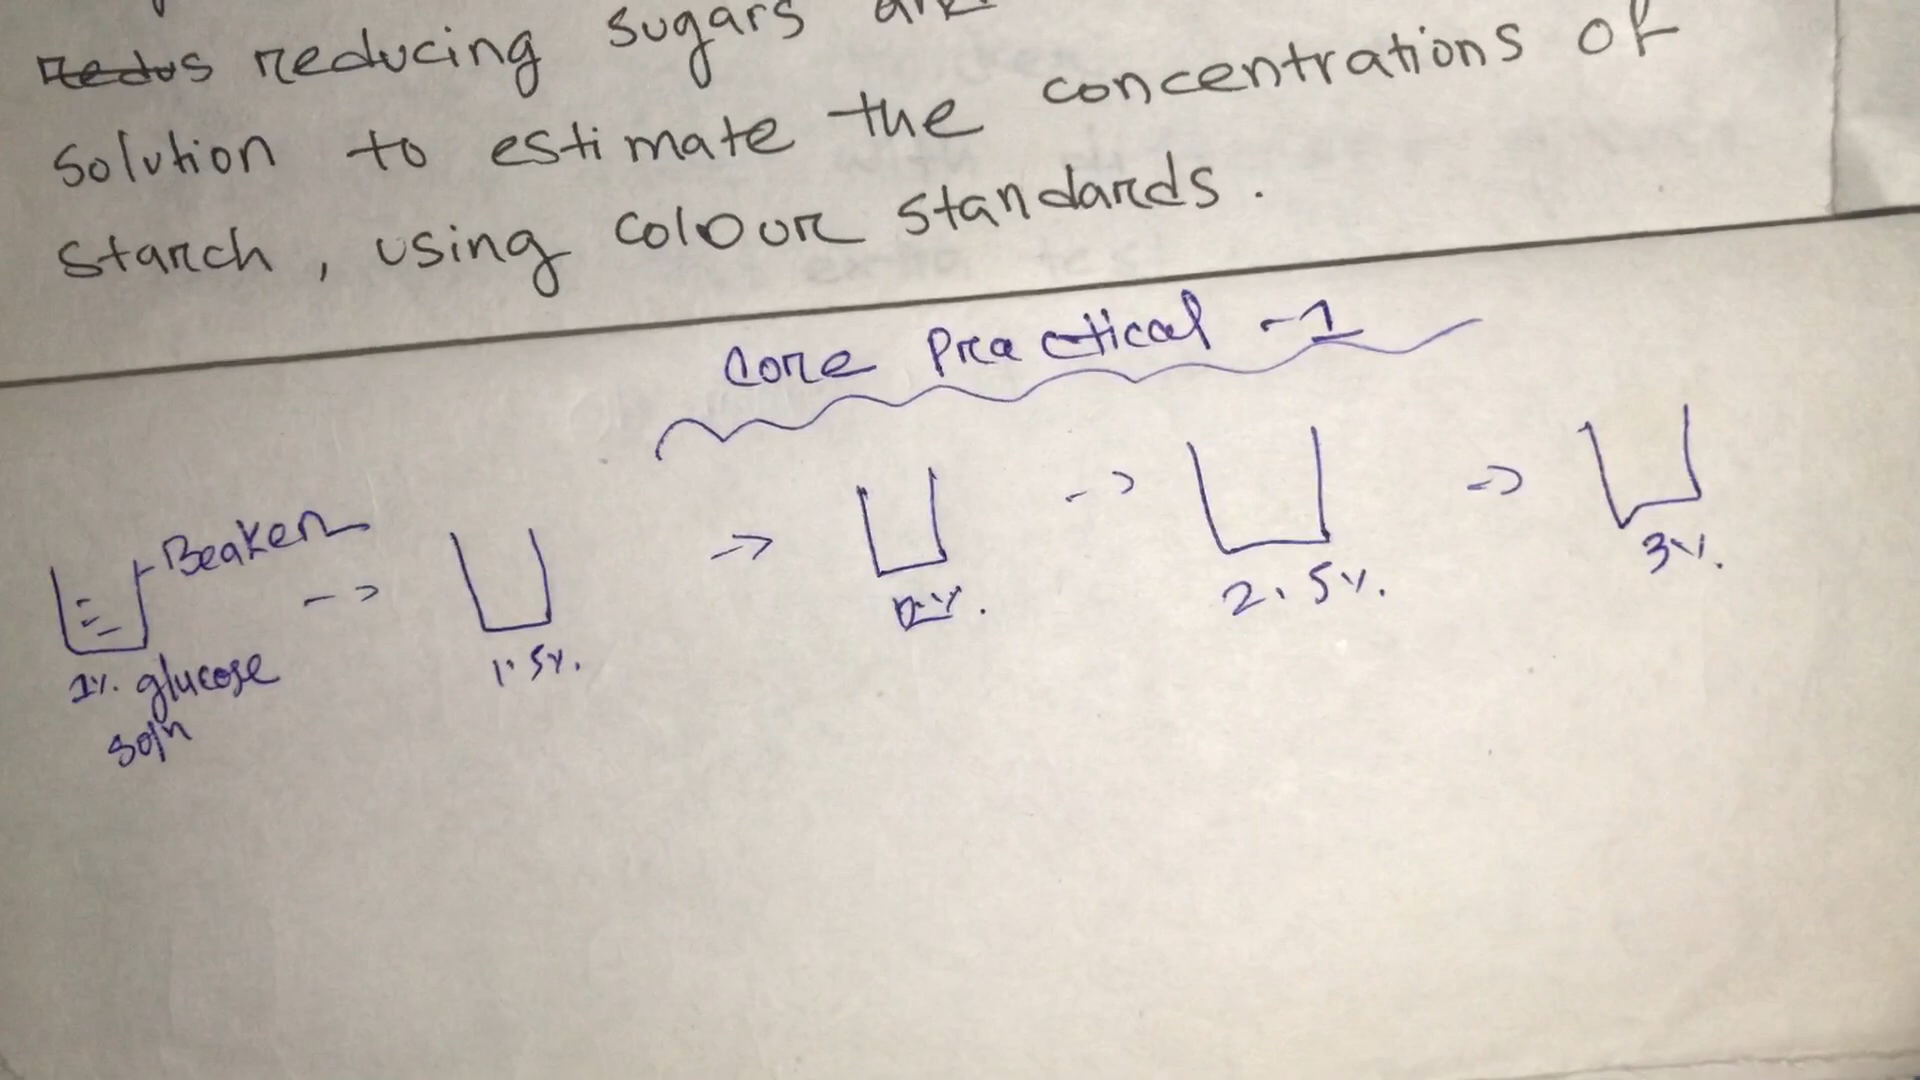 reducing sugars
solution to estimate the concentrations of
starch, using colour standards.
Core Practical - 1
Beaker
1% glucose
soln
1.5%.
2%.
2.5%.
3%.